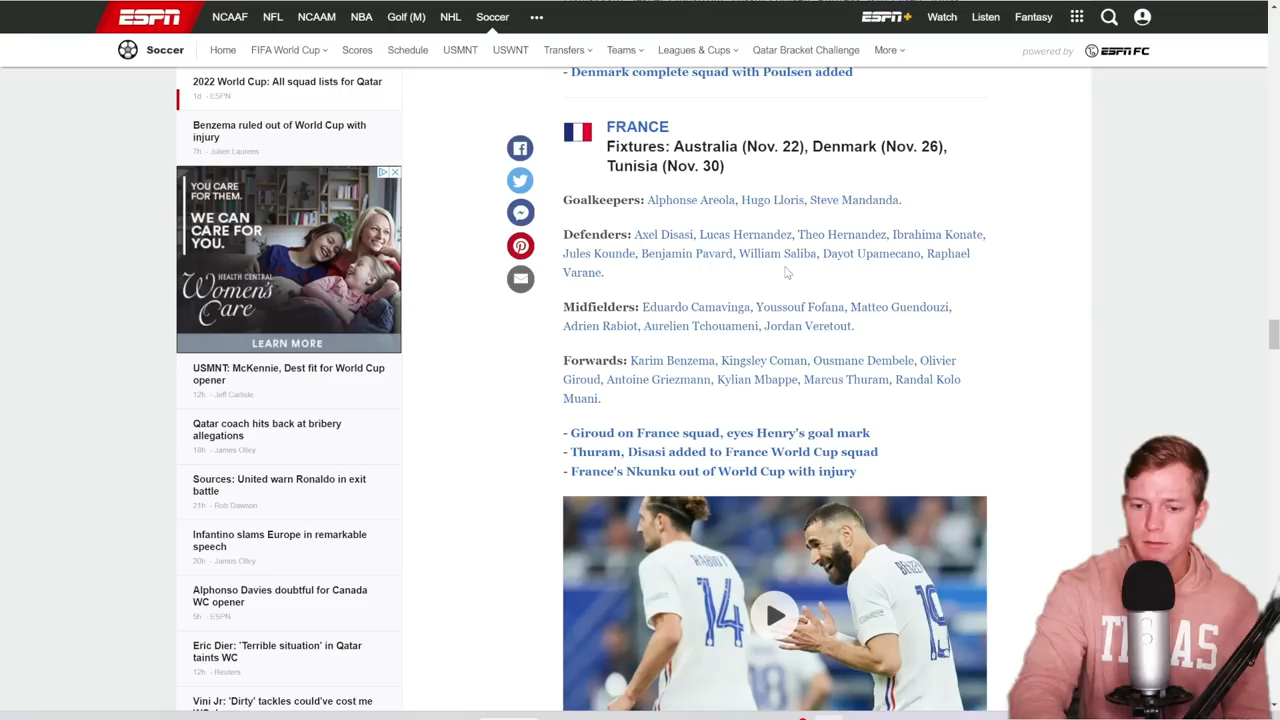 ESPN NCAAF NFL NCAAM NBA Golf (M) NHL Soccer ESPN+ Watch Listen Fantasy
Soccer Home FIFA World Cup Scores Schedule USMNT USWNT Transfers Teams Leagues & Cups Qatar Bracket Challenge More powered by ESPN FC
2022 World Cup: All squad lists for Qatar
1d - ESPN
Benzema ruled out of World Cup with
injury
7h - Julien Laurens
YOU CARE
FOR THEM.
WE CAN
CARE FOR
YOU.
HEALTH CENTRAL
Women's
Care
LEARN MORE
USMNT: McKennie, Dest fit for World Cup
opener
12h - Jeff Carlisle
Qatar coach hits back at bribery
allegations
18h - James Olley
Sources: United warn Ronaldo in exit
battle
21h - Rob Dawson
Infantino slams Europe in remarkable
speech
20h - James Olley
Alphonso Davies doubtful for Canada
WC opener
5h - ESPN
Eric Dier: 'Terrible situation' in Qatar
taints WC
12h - Reuters
Vini Jr: 'Dirty' tackles could've cost me
- Denmark complete squad with Poulsen added
FRANCE
Fixtures: Australia (Nov. 22), Denmark (Nov. 26),
Tunisia (Nov. 30)
Goalkeepers: Alphonse Areola, Hugo Lloris, Steve Mandanda.
Defenders: Axel Disasi, Lucas Hernandez, Theo Hernandez, Ibrahima Konate,
Jules Kounde, Benjamin Pavard, William Saliba, Dayot Upamecano, Raphael
Varane.
Midfielders: Eduardo Camavinga, Youssouf Fofana, Matteo Guendouzi,
Adrien Rabiot, Aurelien Tchouameni, Jordan Veretout.
Forwards: Karim Benzema, Kingsley Coman, Ousmane Dembele, Olivier
Giroud, Antoine Griezmann, Kylian Mbappe, Marcus Thuram, Randal Kolo
Muani.
- Giroud on France squad, eyes Henry's goal mark
- Thuram, Disasi added to France World Cup squad
- France's Nkunku out of World Cup with injury
RABIOT
14
BENZEMA
19